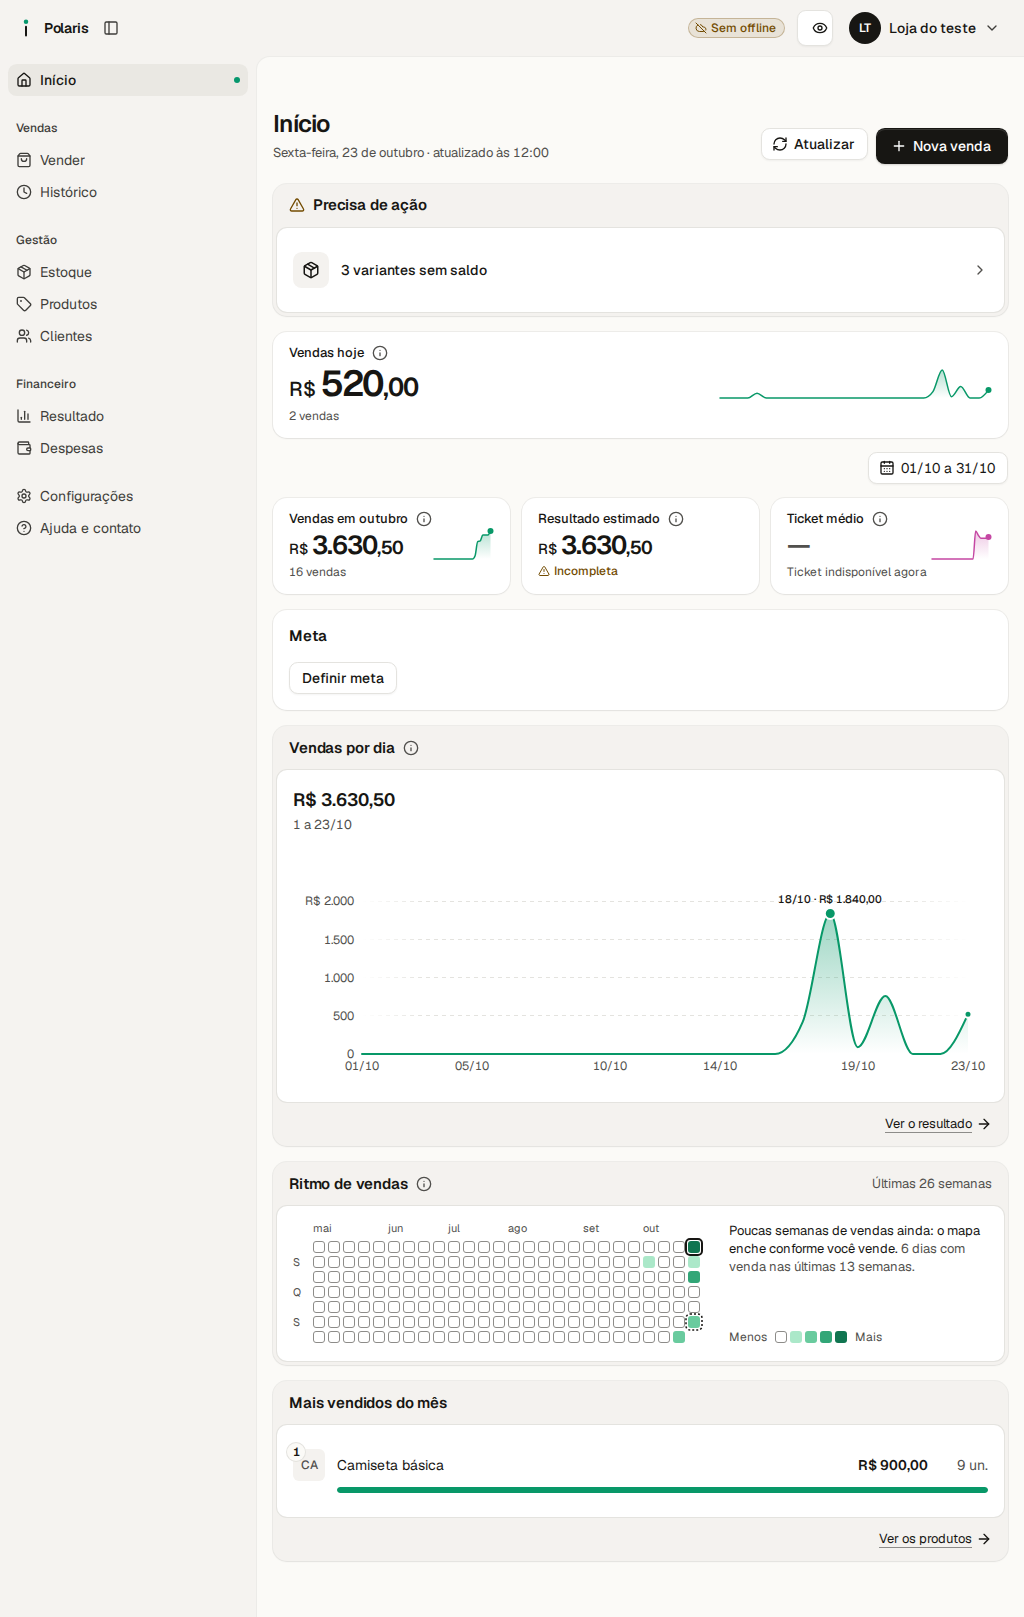 Polaris
Sem offline
LT
Loja do teste
Início
Vendas
Vender
Histórico
Gestão
Estoque
Produtos
Clientes
Financeiro
Resultado
Despesas
Configurações
Ajuda e contato
Início
Sexta-feira, 23 de outubro · atualizado às 12:00
Atualizar
Nova venda
Precisa de ação
3 variantes sem saldo
Vendas hoje
R$ 520,00
2 vendas
01/10 a 31/10
Vendas em outubro
R$ 3.630,50
16 vendas
Resultado estimado
R$ 3.630,50
Incompleta
Ticket médio
—
Ticket indisponível agora
Meta
Definir meta
Vendas por dia
R$ 3.630,50
1 a 23/10
18/10 · R$ 1.840,00
R$ 2.000
1.500
1.000
500
0
01/10 05/10 10/10 14/10 19/10 23/10
Ver o resultado
Ritmo de vendas
Últimas 26 semanas
mai jun jul ago set out
S
Q
S
Poucas semanas de vendas ainda: o mapa
enche conforme você vende. 6 dias com
venda nas últimas 13 semanas.
Menos
Mais
Mais vendidos do mês
1
CA
Camiseta básica
R$ 900,00
9 un.
Ver os produtos